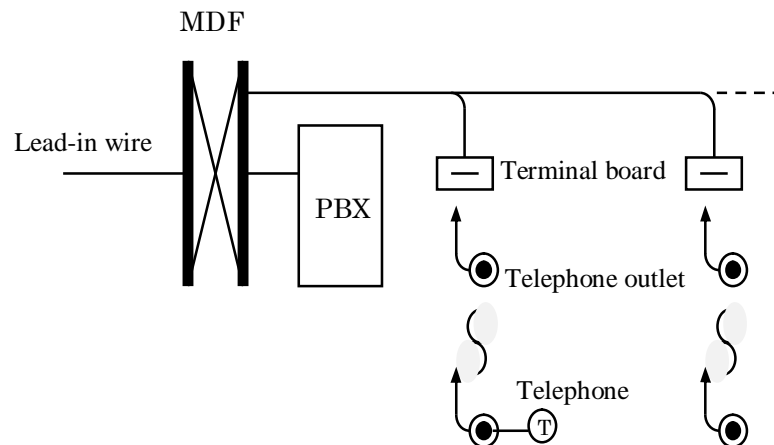 MDF
Lead-in wire
PBX
Terminal board
Telephone outlet
Telephone
T